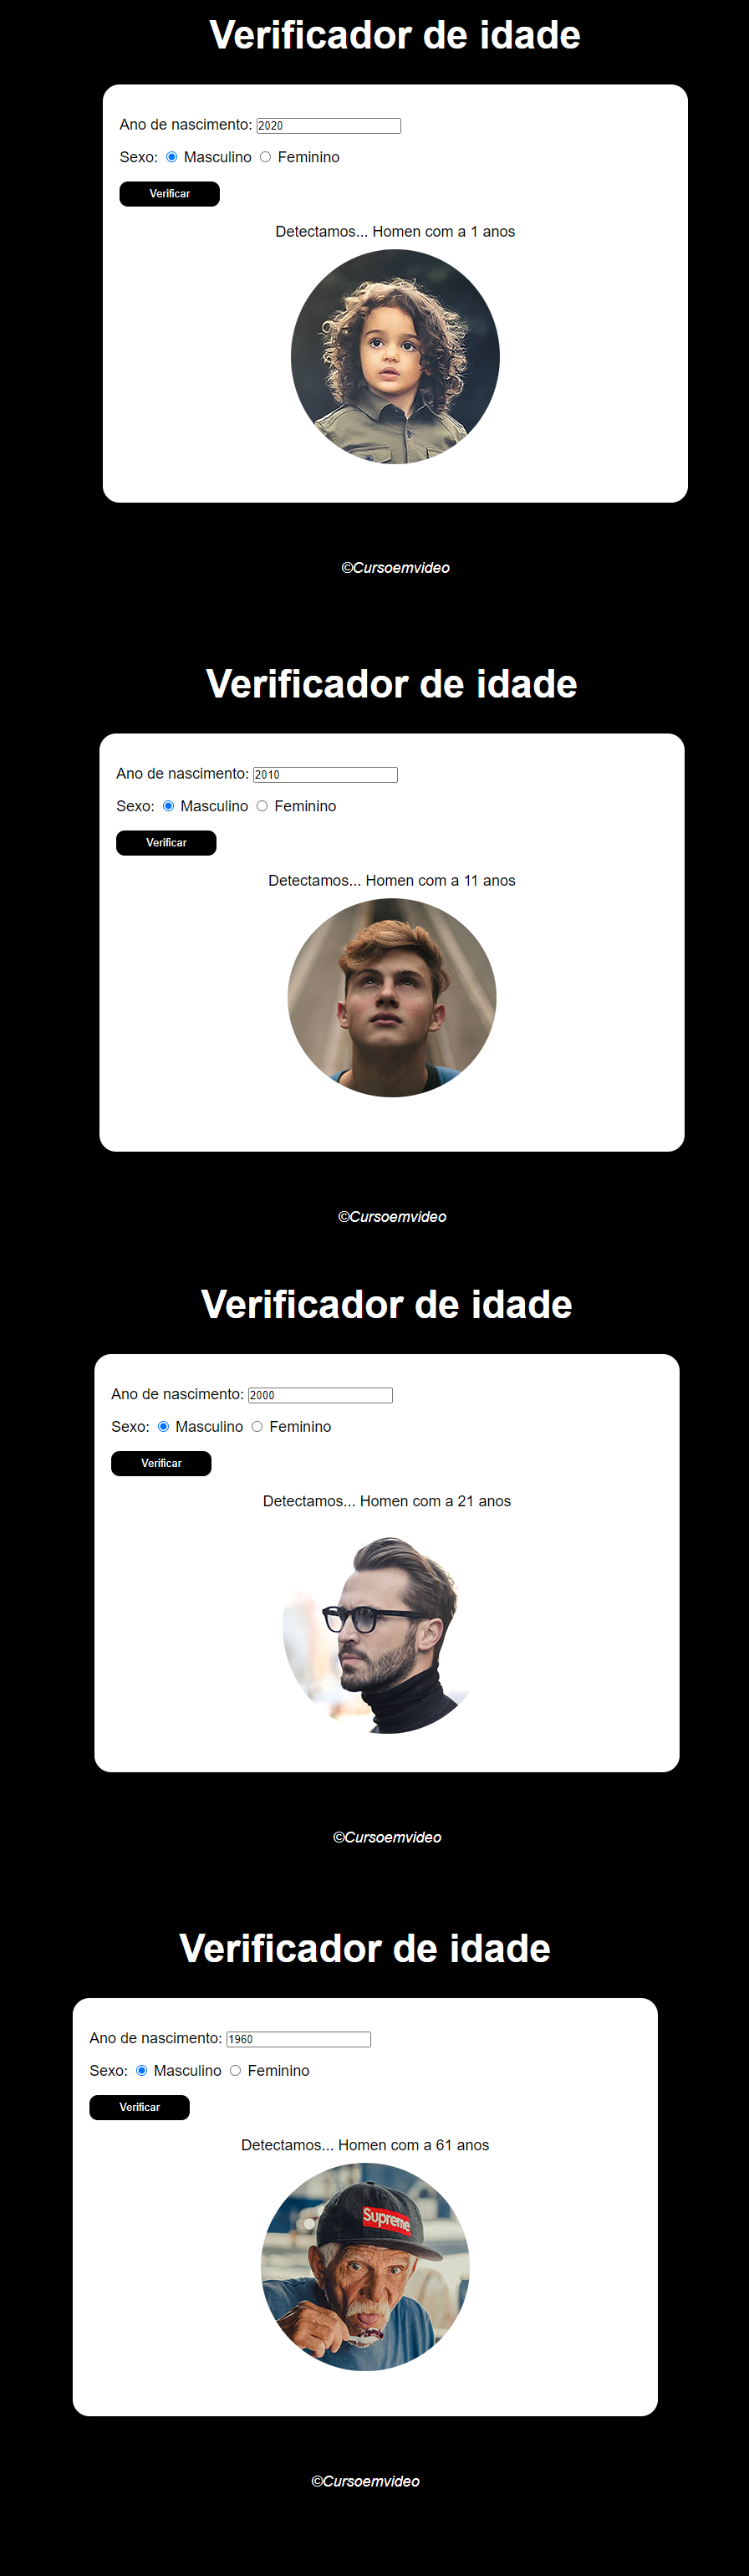 Verificador de idade
Ano de nascimento: 2020
Sexo: Masculino Feminino
Verificar
Detectamos... Homen com a 1 anos
©Cursoemvideo
Verificador de idade
Ano de nascimento: 2010
Sexo: Masculino Feminino
Verificar
Detectamos... Homen com a 11 anos
©Cursoemvideo
Verificador de idade
Ano de nascimento: 2000
Sexo: Masculino Feminino
Verificar
Detectamos... Homen com a 21 anos
©Cursoemvideo
Verificador de idade
Ano de nascimento: 1960
Sexo: Masculino Feminino
Verificar
Detectamos... Homen com a 61 anos
Supreme
©Cursoemvideo